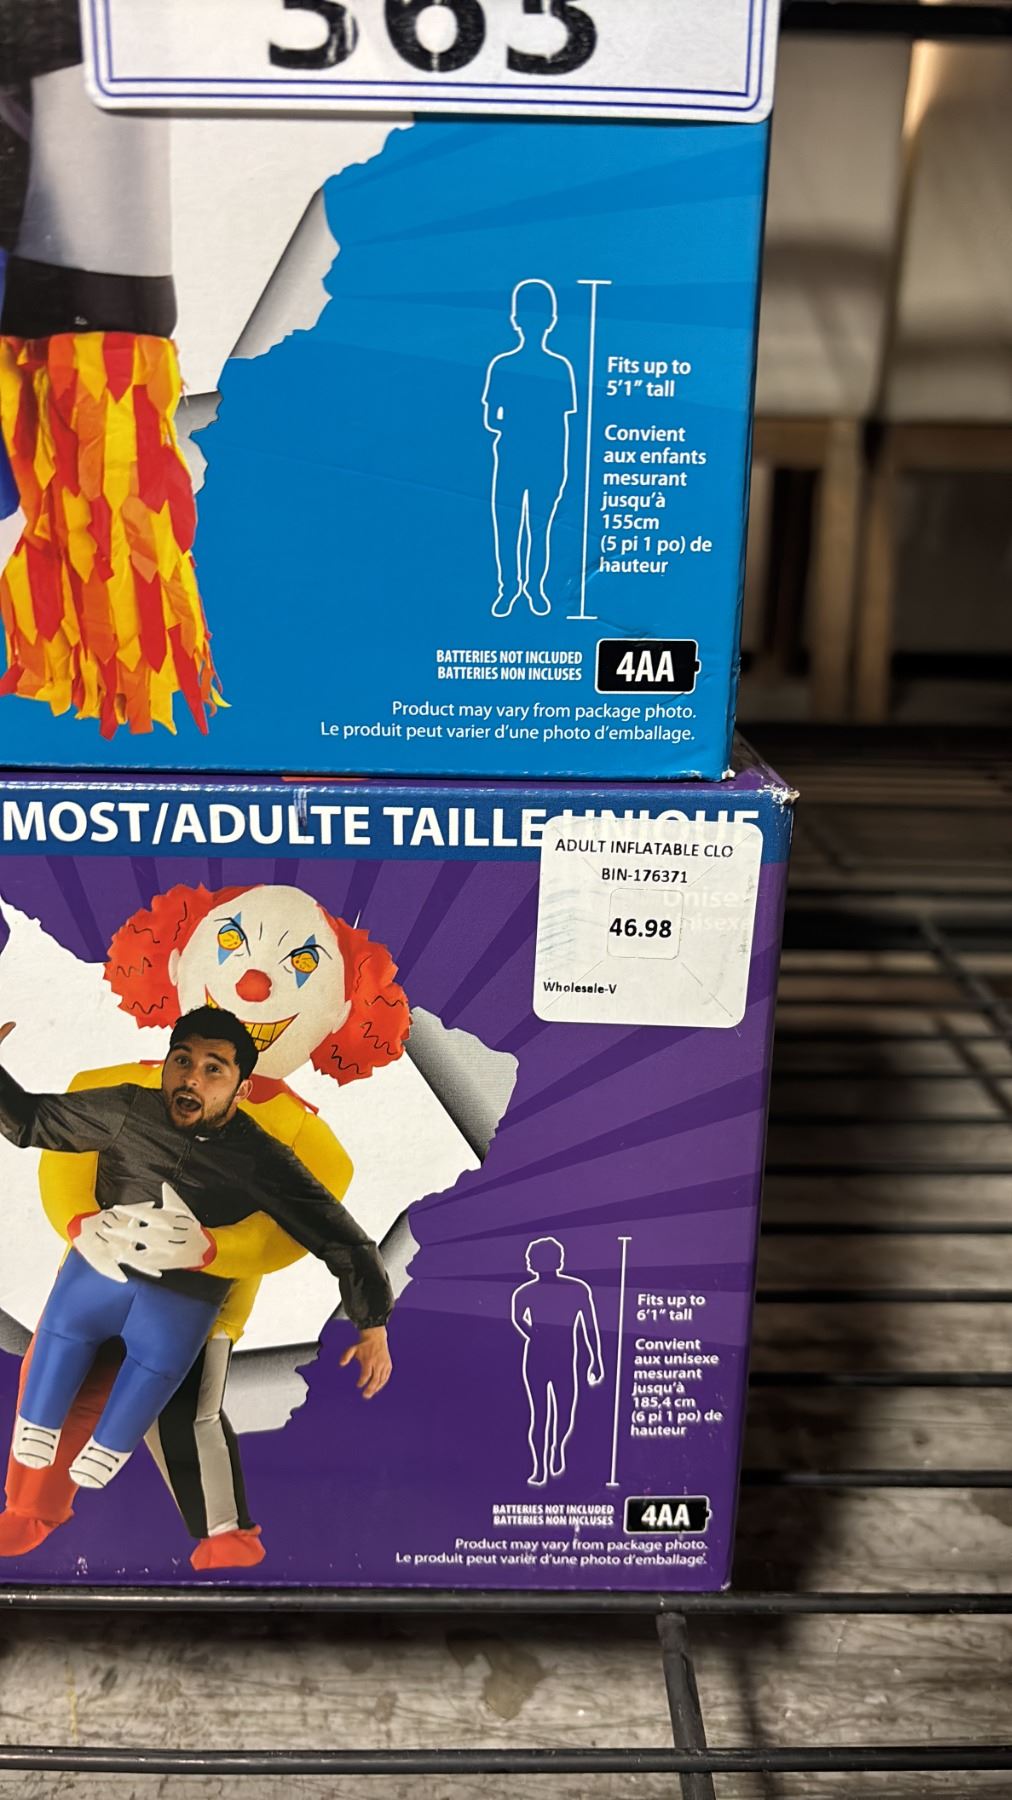 565
Fits up to
5'1" tall
Convient
aux enfants
mesurant
jusqu'à
155cm
(5 pi 1 po) de
hauteur
BATTERIES NOT INCLUDED
BATTERIES NON INCLUSES
4AA
Product may vary from package photo.
Le produit peut varier d'une photo d'emballage.
MOST/ADULTE TAILLE UNIQUE
ADULT INFLATABLE CLO
BIN-176371
46.98
Wholesale-V
Fits up to
6'1" tall
Convient
aux unisexe
mesurant
jusqu'à
185,4 cm
(6 pi 1 po) de
hauteur
BATTERIES NOT INCLUDED
BATTERIES NON INCLUSES
4AA
Product may vary from package photo.
Le produit peut varier d'une photo d'emballage.